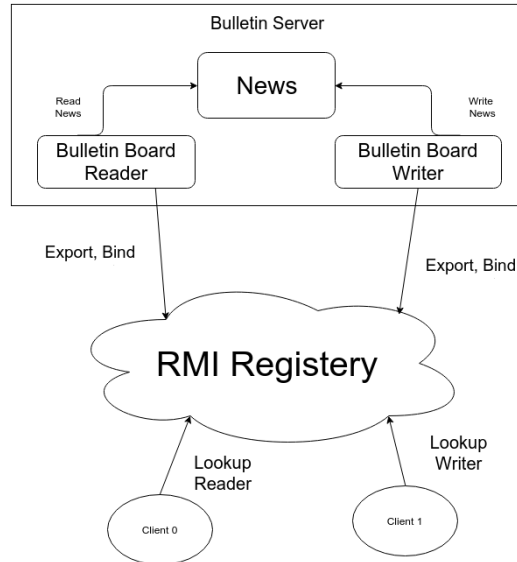 Bulletin Server
News
Read
News
Write
News
Bulletin Board
Reader
Bulletin Board
Writer
Export, Bind
Export, Bind
RMI Registery
Lookup
Reader
Lookup
Writer
Client 0
Client 1